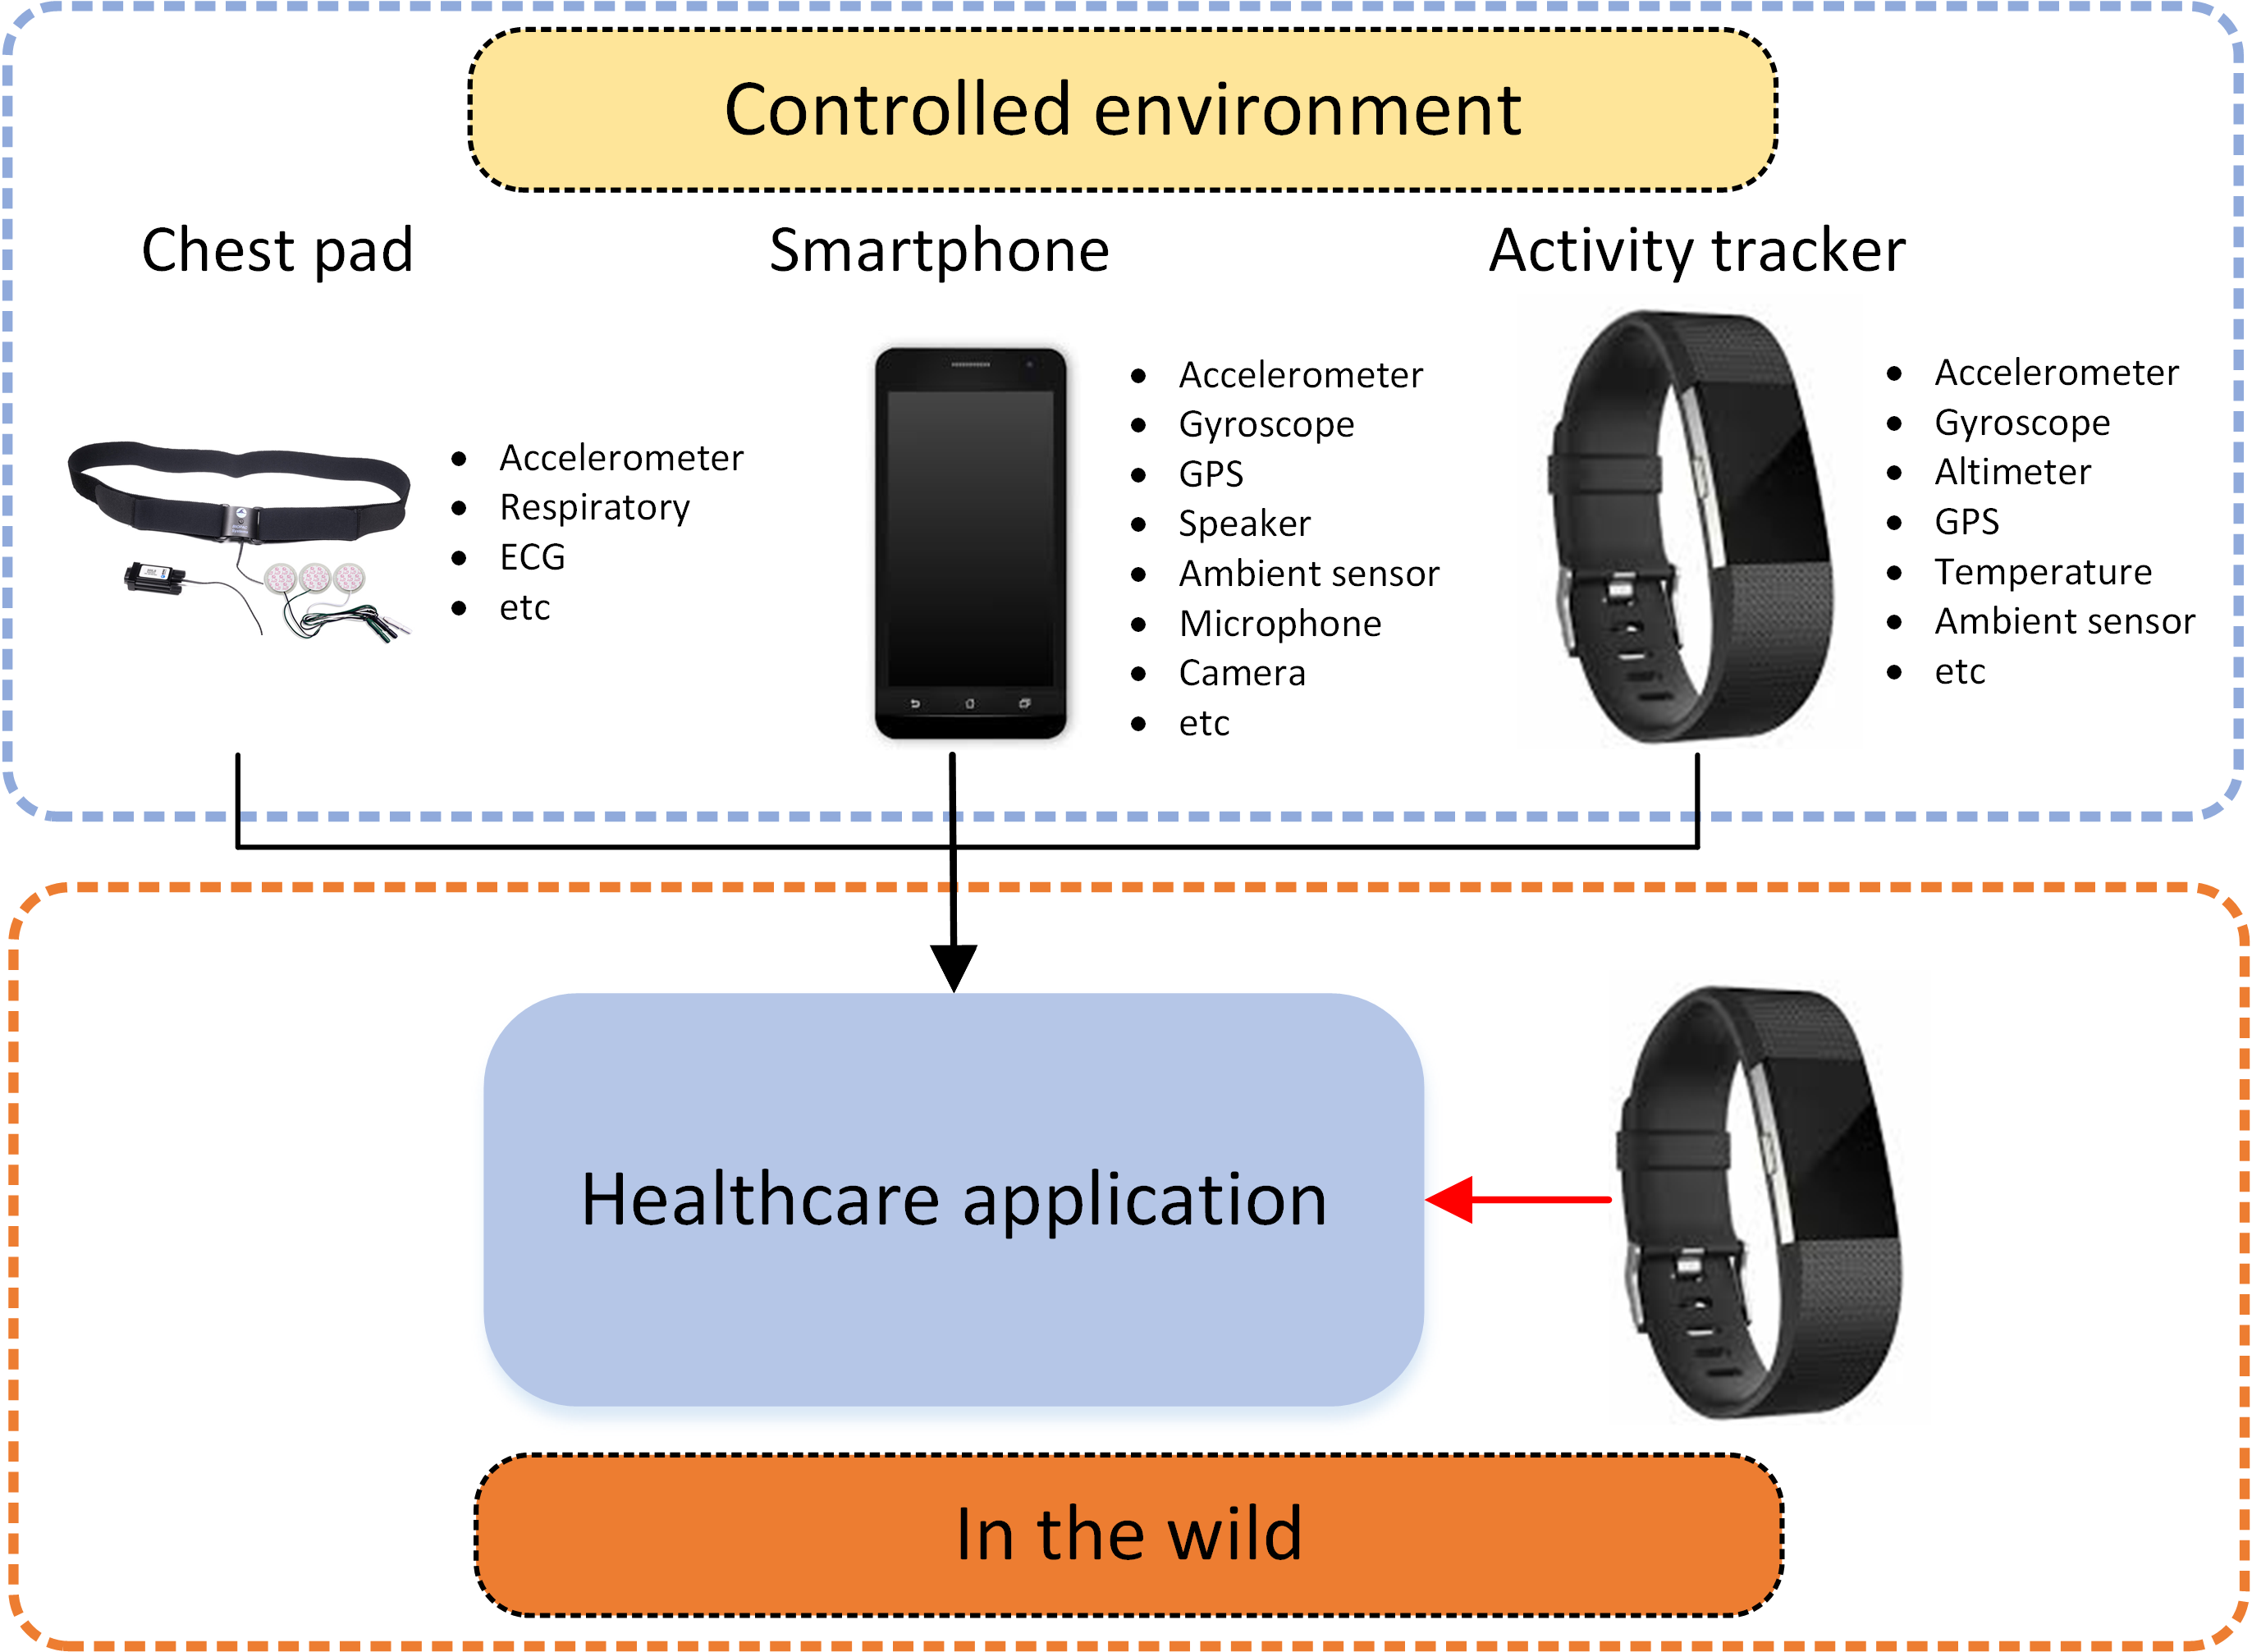 Controlled environment
Chest pad
Smartphone
Activity tracker
• Accelerometer
• Respiratory
• ECG
• etc
• Accelerometer
• Gyroscope
• GPS
• Speaker
• Ambient sensor
• Microphone
• Camera
• etc
• Accelerometer
• Gyroscope
• Altimeter
• GPS
• Temperature
• Ambient sensor
• etc
Healthcare application
In the wild